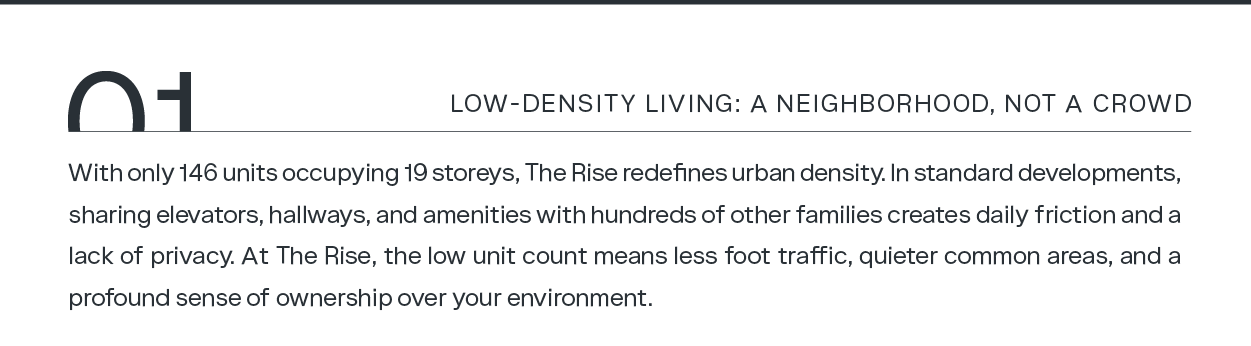 01
LOW-DENSITY LIVING: A NEIGHBORHOOD, NOT A CROWD
With only 146 units occupying 19 storeys, The Rise redefines urban density. In standard developments,
sharing elevators, hallways, and amenities with hundreds of other families creates daily friction and a
lack of privacy. At The Rise, the low unit count means less foot traffic, quieter common areas, and a
profound sense of ownership over your environment.